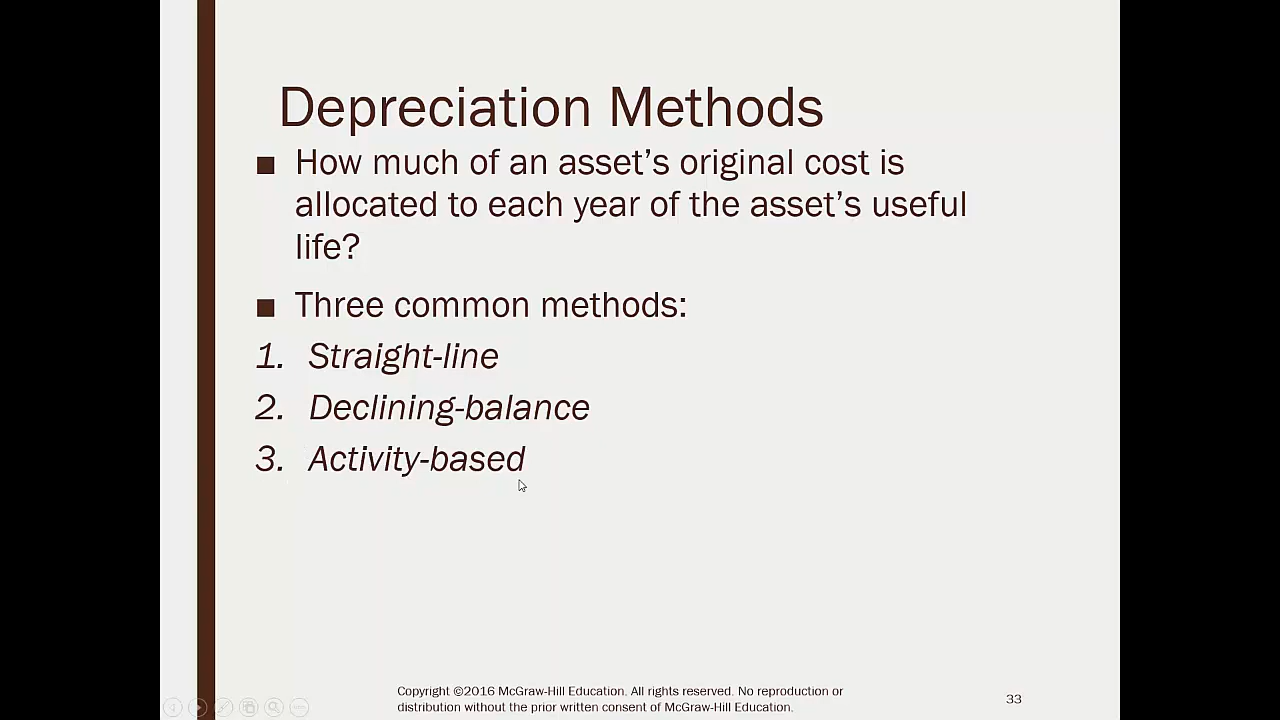 Depreciation Methods
■ How much of an asset’s original cost is
allocated to each year of the asset’s useful
life?
■ Three common methods:
1. Straight-line
2. Declining-balance
3. Activity-based
Copyright ©2016 McGraw-Hill Education. All rights reserved. No reproduction or
distribution without the prior written consent of McGraw-Hill Education.
33